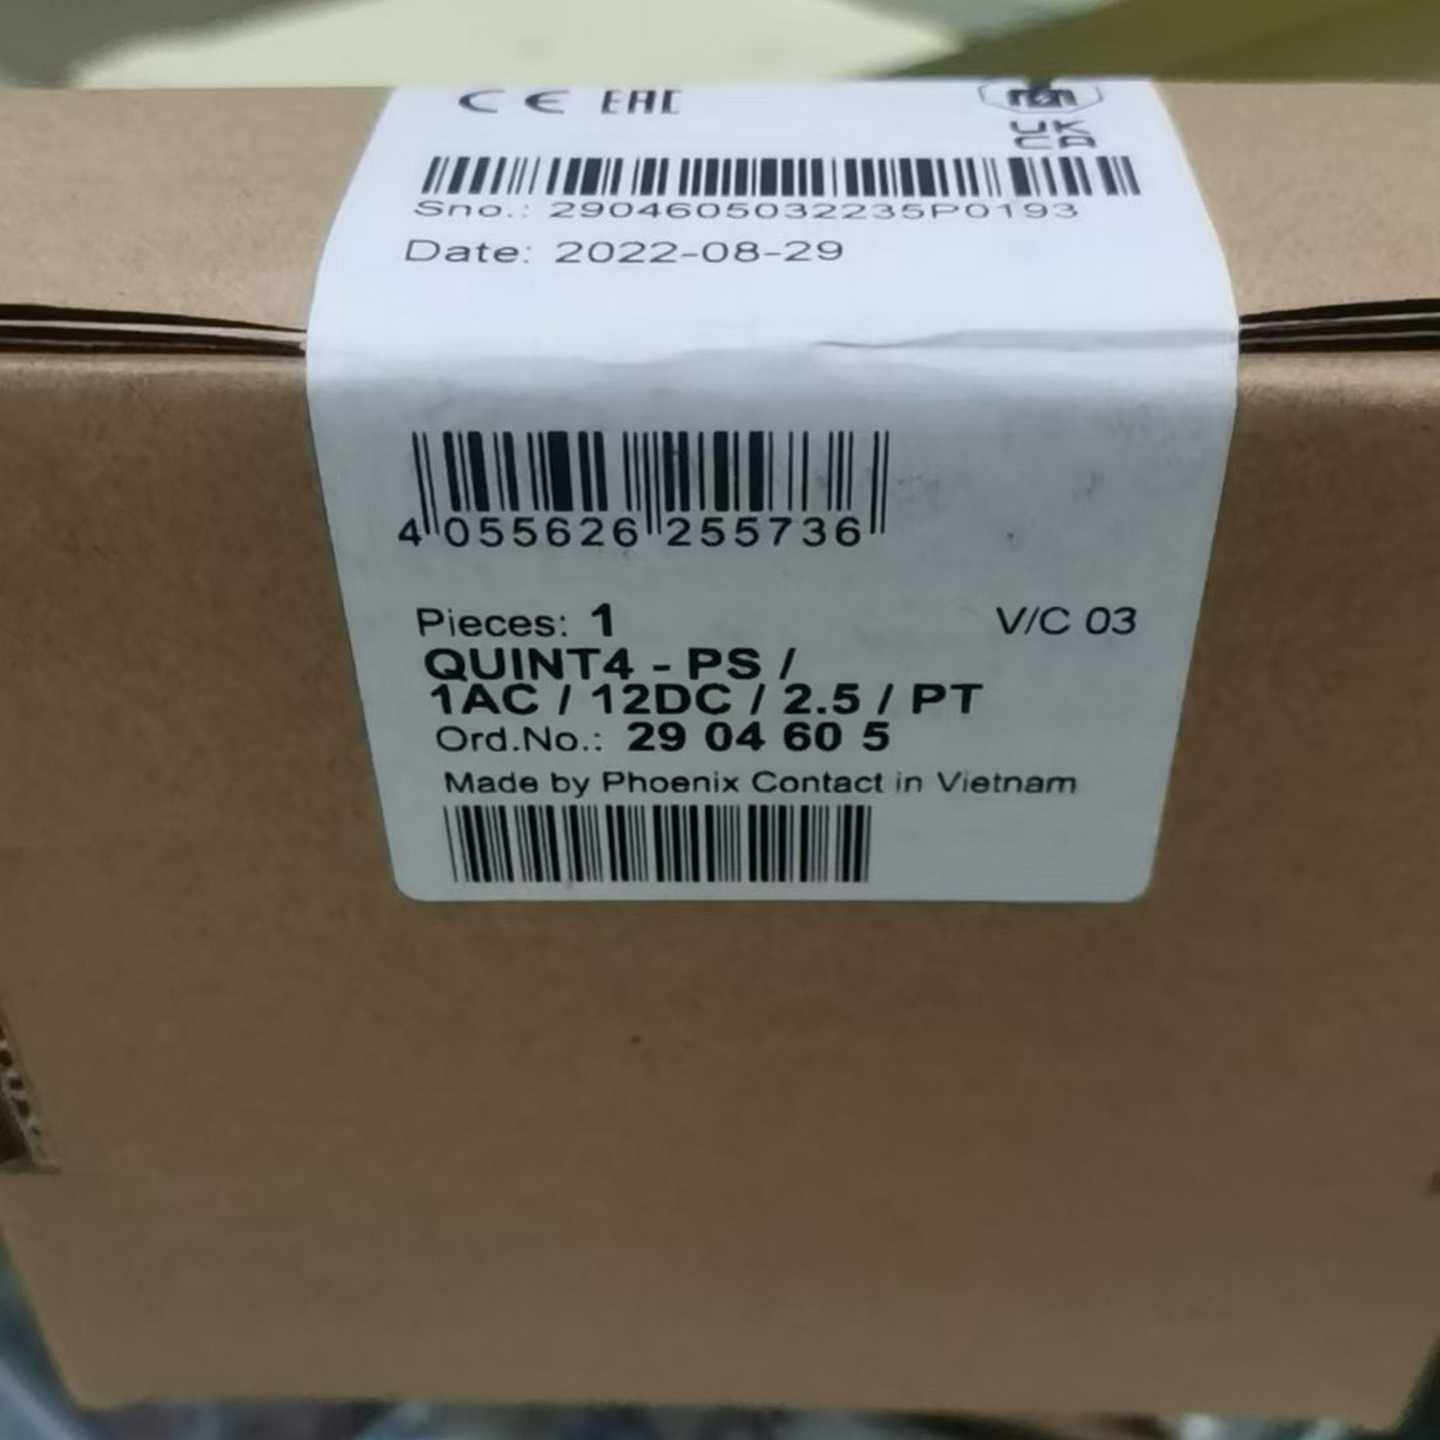 CE EAC
UK
CA
Sno.: 2904605032235P0193
Date: 2022-08-29
4 055626 255736
Pieces: 1 V/C 03
QUINT4 - PS /
1AC / 12DC / 2.5 / PT
Ord.No.: 29 04 60 5
Made by Phoenix Contact in Vietnam